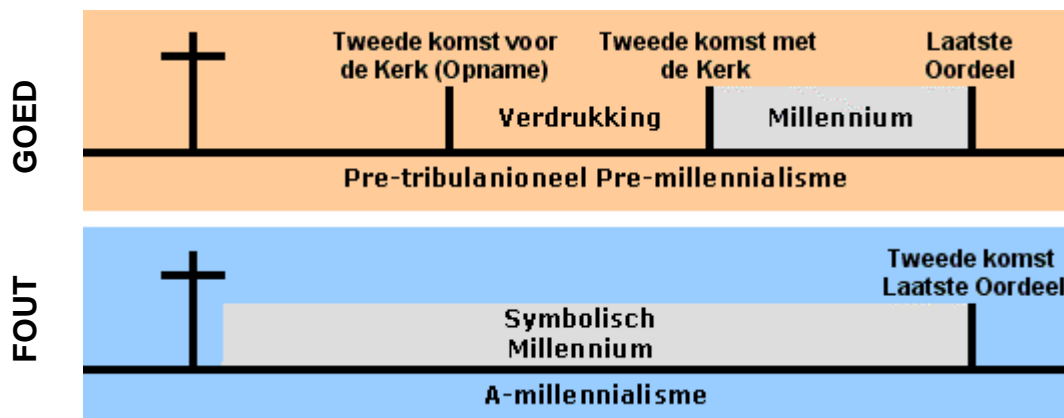 GOED
Tweede komst voor
de Kerk (Opname)
Tweede komst met
de Kerk
Laatste
Oordeel
Verdrukking
Millennium
Pre-tribulanioneel Pre-millennialisme
FOUT
Tweede komst
Laatste Oordeel
Symbolisch
Millennium
A-millennialisme